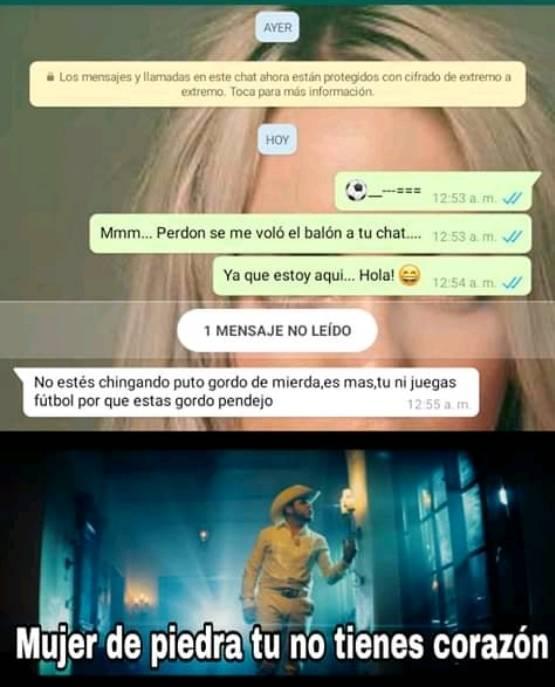 AYER
🔒 Los mensajes y llamadas en este chat ahora están protegidos con cifrado de extremo a
extremo. Toca para más información.
HOY
⚽__---=== 12:53 a. m.
Mmm... Perdon se me voló el balón a tu chat.... 12:53 a. m.
Ya que estoy aqui... Hola! 😄 12:54 a. m.
1 MENSAJE NO LEÍDO
No estés chingando puto gordo de mierda,es mas,tu ni juegas
fútbol por que estas gordo pendejo 12:55 a. m.
Mujer de piedra tu no tienes corazón